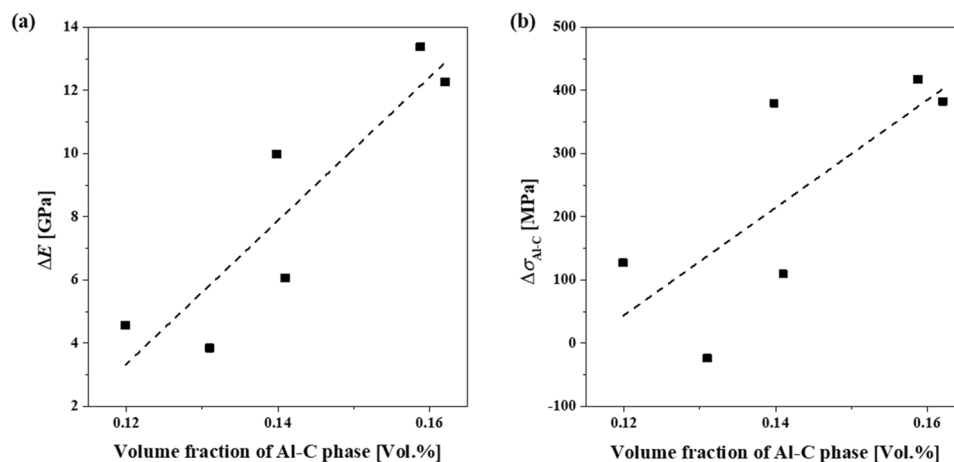 (a)
14
12
10
8
6
4
2
ΔE [GPa]
0.12 0.14 0.16
Volume fraction of Al-C phase [Vol.%]
(b)
500
400
300
200
100
0
-100
Δσ_Al-C [MPa]
0.12 0.14 0.16
Volume fraction of Al-C phase [Vol.%]